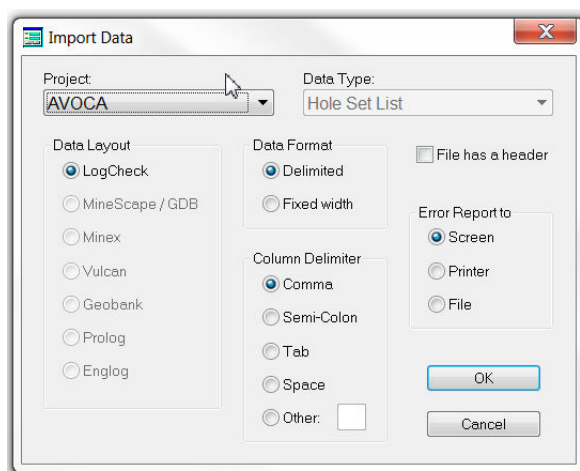 Import Data
Project:
AVOCA
Data Type:
Hole Set List
Data Layout
LogCheck
MineScape / GDB
Minex
Vulcan
Geobank
Prolog
Englog
Data Format
Delimited
Fixed width
Column Delimiter
Comma
Semi-Colon
Tab
Space
Other:
File has a header
Error Report to
Screen
Printer
File
OK
Cancel